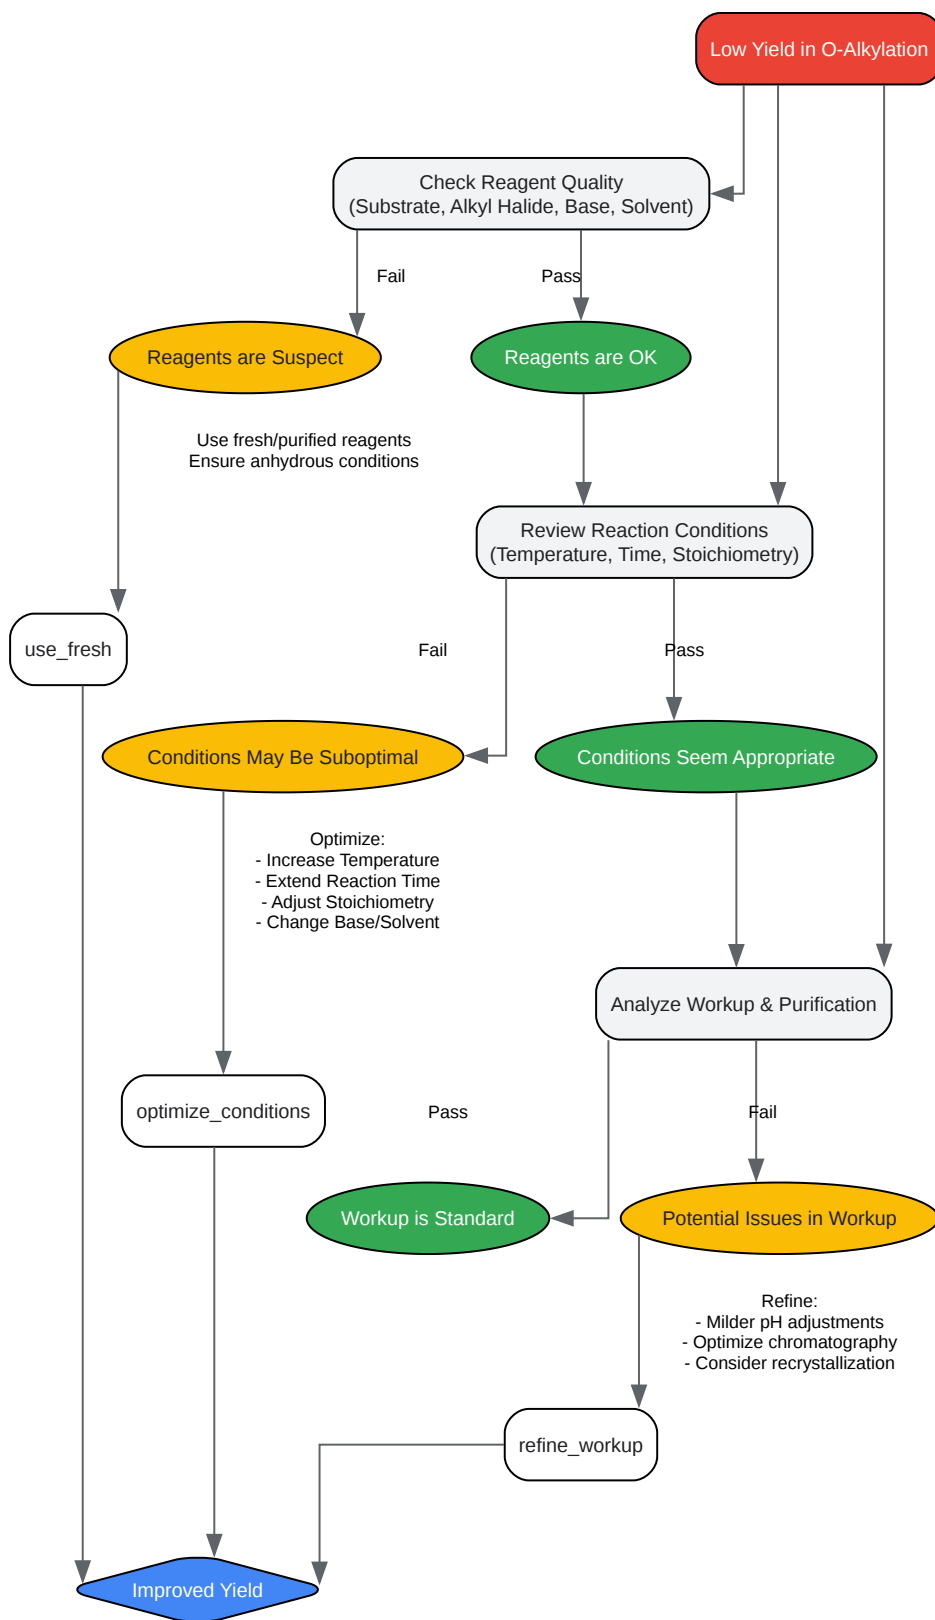 Low Yield in O-Alkylation
Check Reagent Quality
(Substrate, Alkyl Halide, Base, Solvent)
Fail
Pass
Reagents are Suspect
Reagents are OK
Use fresh/purified reagents
Ensure anhydrous conditions
Review Reaction Conditions
(Temperature, Time, Stoichiometry)
use_fresh
Fail
Pass
Conditions May Be Suboptimal
Conditions Seem Appropriate
Optimize:
- Increase Temperature
- Extend Reaction Time
- Adjust Stoichiometry
- Change Base/Solvent
Analyze Workup & Purification
optimize_conditions
Pass
Fail
Workup is Standard
Potential Issues in Workup
Refine:
- Milder pH adjustments
- Optimize chromatography
- Consider recrystallization
refine_workup
Improved Yield